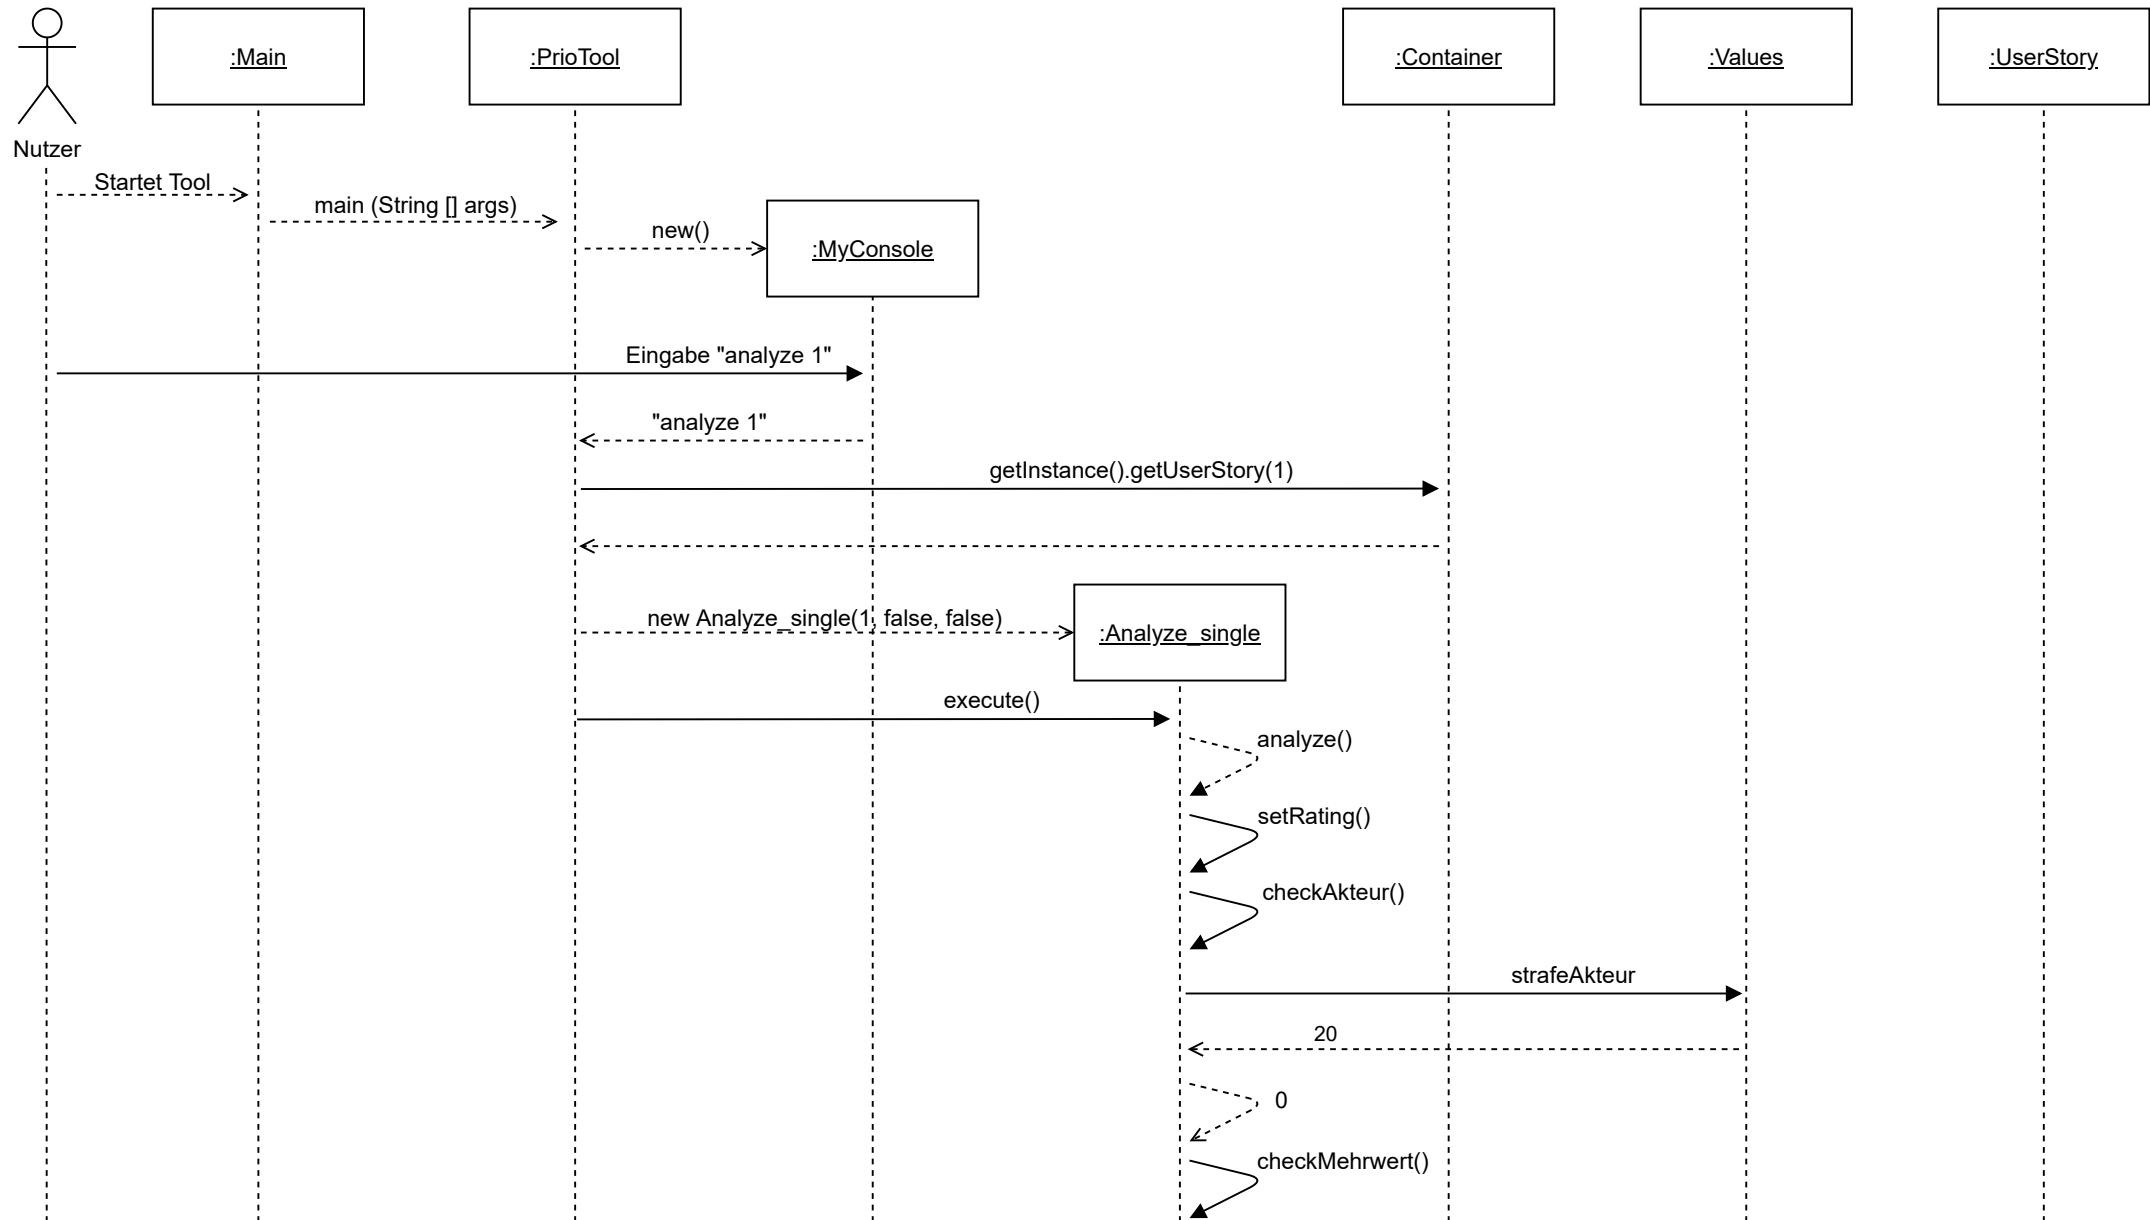 :Main
:PrioTool
:Container
:Values
:UserStory
Nutzer
Startet Tool
main (String [] args)
new()
:MyConsole
Eingabe "analyze 1"
"analyze 1"
getInstance().getUserStory(1)
new Analyze_single(1, false, false)
:Analyze_single
execute()
analyze()
setRating()
checkAkteur()
strafeAkteur
20
0
checkMehrwert()